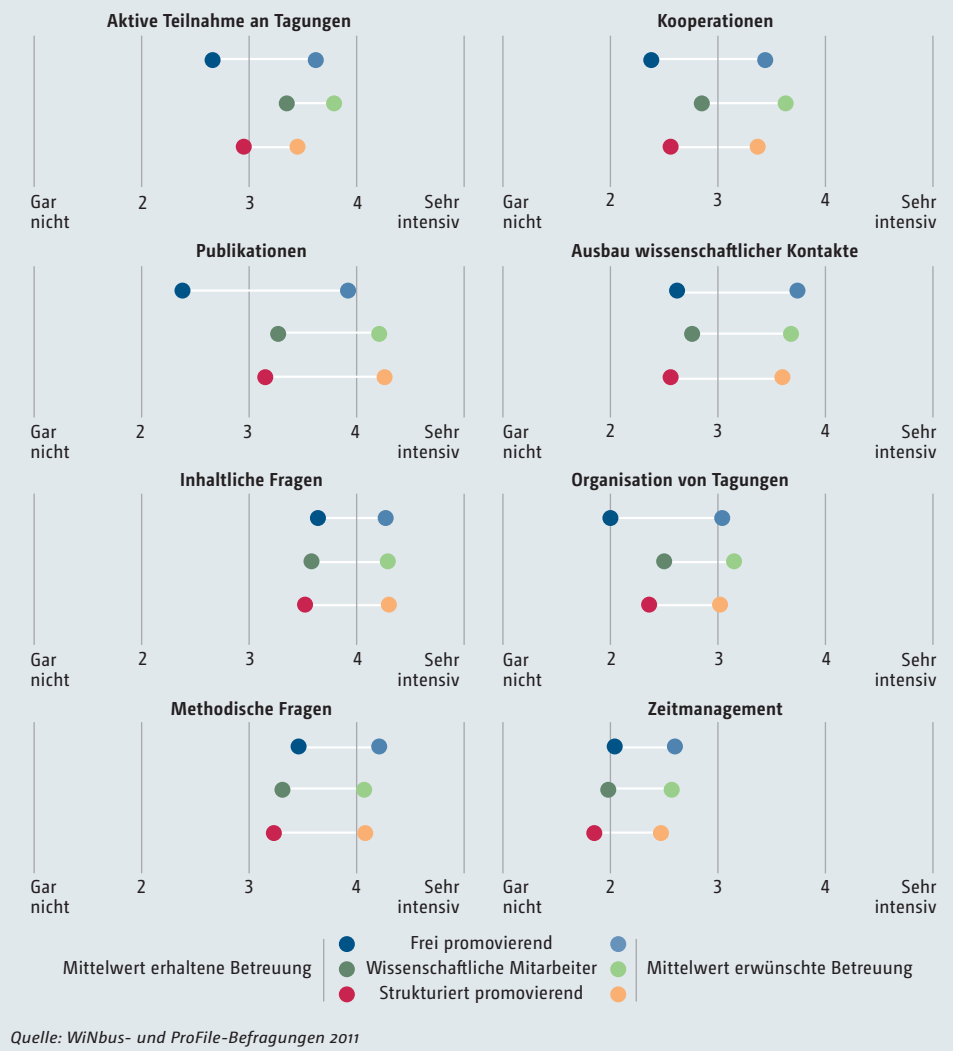 Aktive Teilnahme an Tagungen
Gar nicht 2 3 4 Sehr intensiv
Kooperationen
Gar nicht 2 3 4 Sehr intensiv
Publikationen
Gar nicht 2 3 4 Sehr intensiv
Ausbau wissenschaftlicher Kontakte
Gar nicht 2 3 4 Sehr intensiv
Inhaltliche Fragen
Gar nicht 2 3 4 Sehr intensiv
Organisation von Tagungen
Gar nicht 2 3 4 Sehr intensiv
Methodische Fragen
Gar nicht 2 3 4 Sehr intensiv
Zeitmanagement
Gar nicht 2 3 4 Sehr intensiv
Frei promovierend
Mittelwert erhaltene Betreuung Wissenschaftliche Mitarbeiter Mittelwert erwünschte Betreuung
Strukturiert promovierend
Quelle: WiNbus- und ProFile-Befragungen 2011